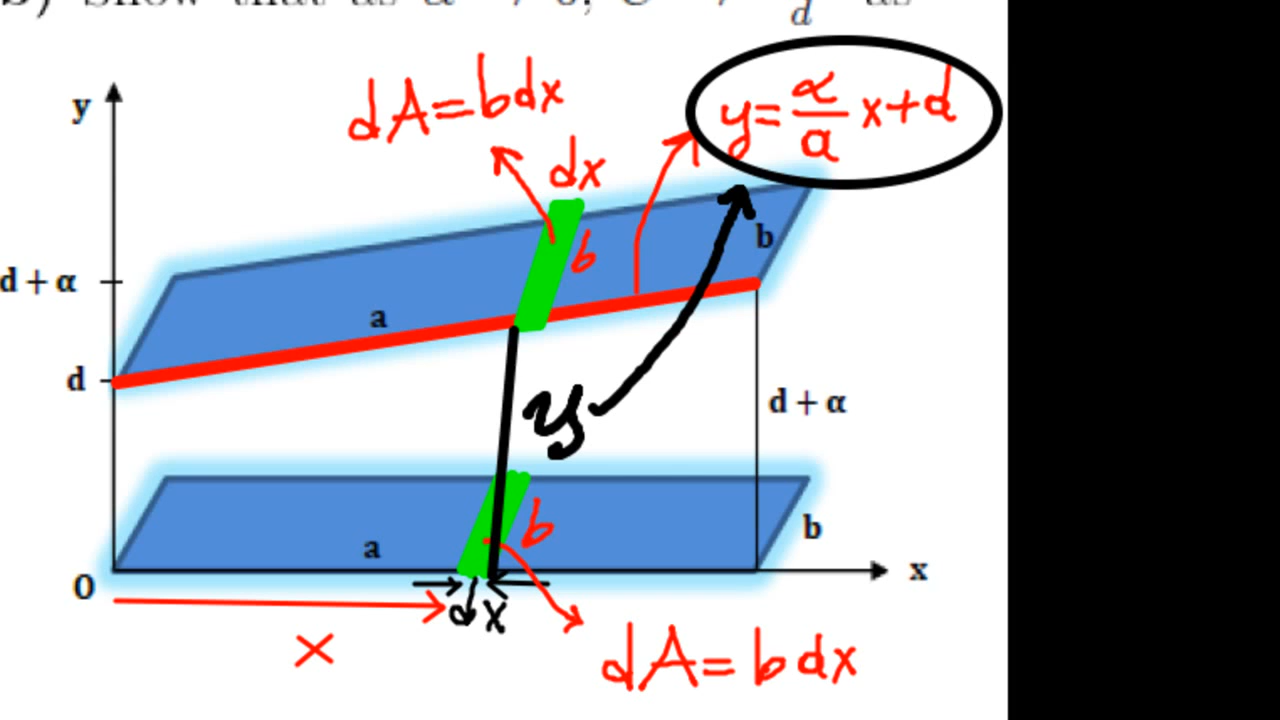 d
y
dA=bdx
y=α/a x+d
dx
b
b
d + α
a
d
y
d + α
a
b
b
0
x
dx
x
dA=bdx